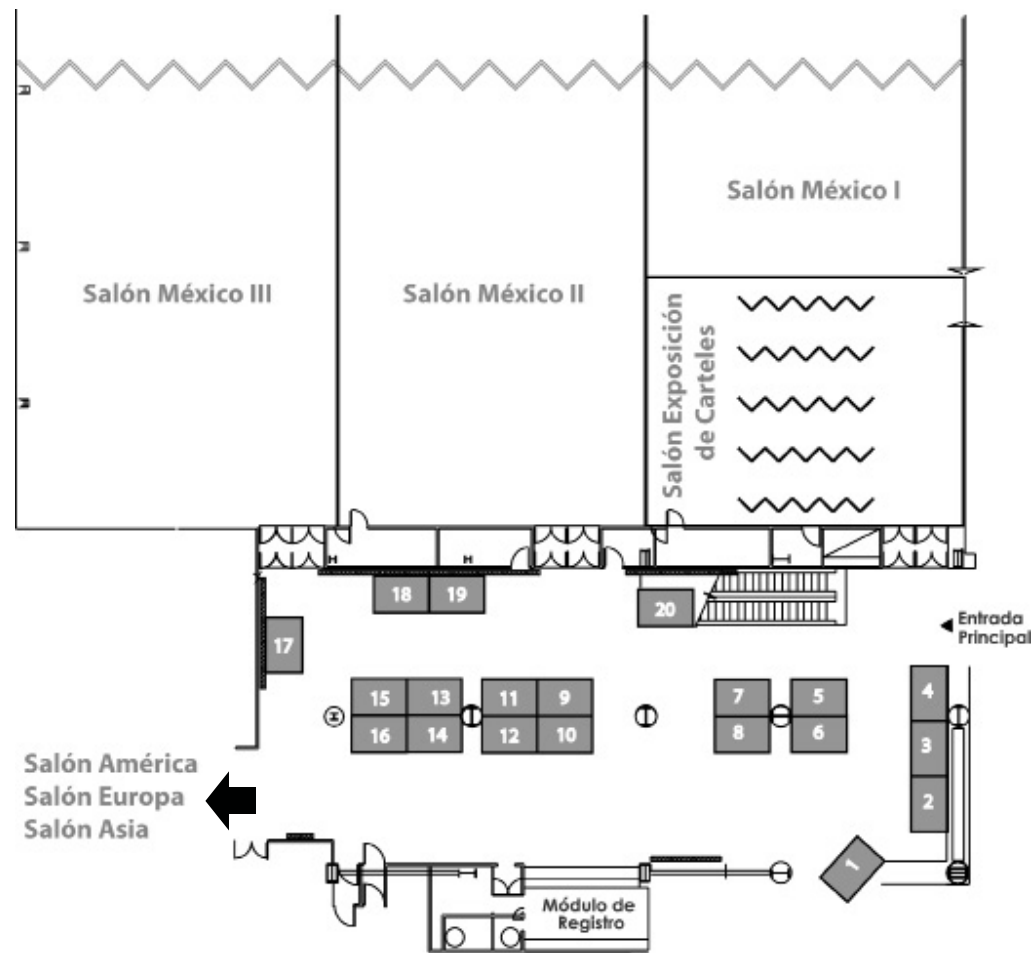 Salón México I
Salón México III
Salón México II
Salón Exposición
de Carteles
18 19
20
Entrada
Principal
17
15 13 11 9 7 5 4
16 14 12 10 8 6
3
2
1
Salón América
Salón Europa
Salón Asia
Módulo de
Registro